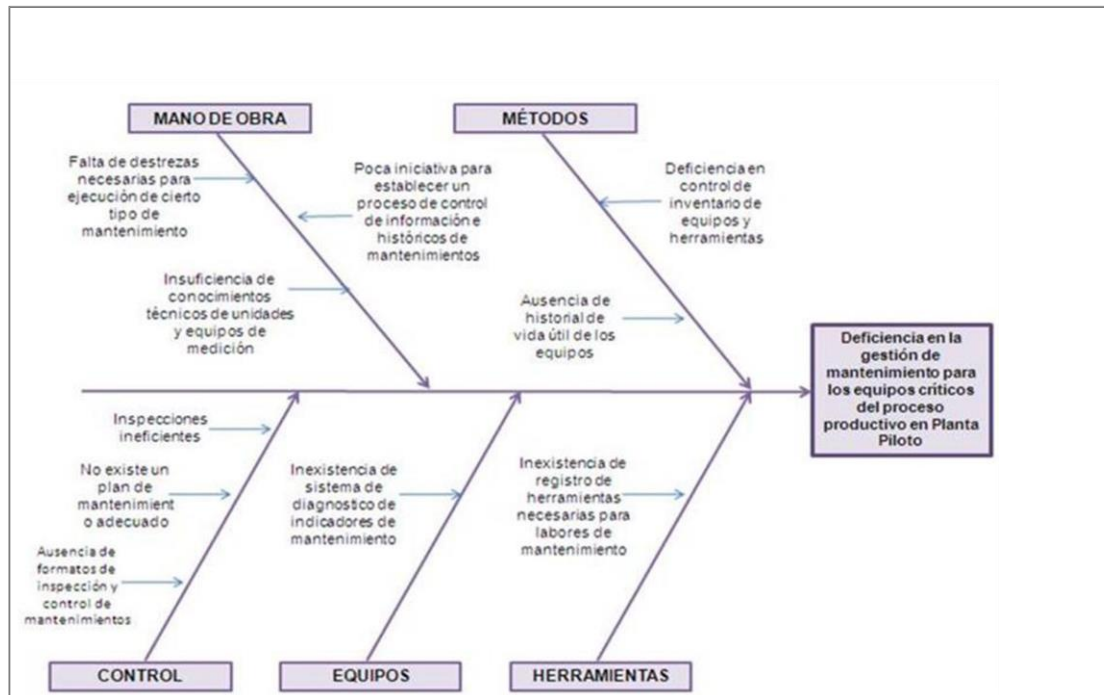 MANO DE OBRA
MÉTODOS
Falta de destrezas
necesarias para
ejecución de cierto
tipo de
mantenimiento
Poca iniciativa para
establecer un
proceso de control
de información e
históricos de
mantenimientos
Deficiencia en
control de
inventario de
equipos y
herramientas
Insuficiencia de
conocimientos
técnicos de unidades
y equipos de
medición
Ausencia de
historial de
vida útil de los
equipos
Deficiencia en la
gestión de
mantenimiento para
los equipos críticos
del proceso
productivo en Planta
Piloto
Inspecciones
ineficientes
No existe un
plan de
mantenimient
o adecuado
Ausencia de
formatos de
inspección y
control de
mantenimientos
Inexistencia de
sistema de
diagnostico de
indicadores de
mantenimiento
Inexistencia de
registro de
herramientas
necesarias para
labores de
mantenimiento
CONTROL
EQUIPOS
HERRAMIENTAS